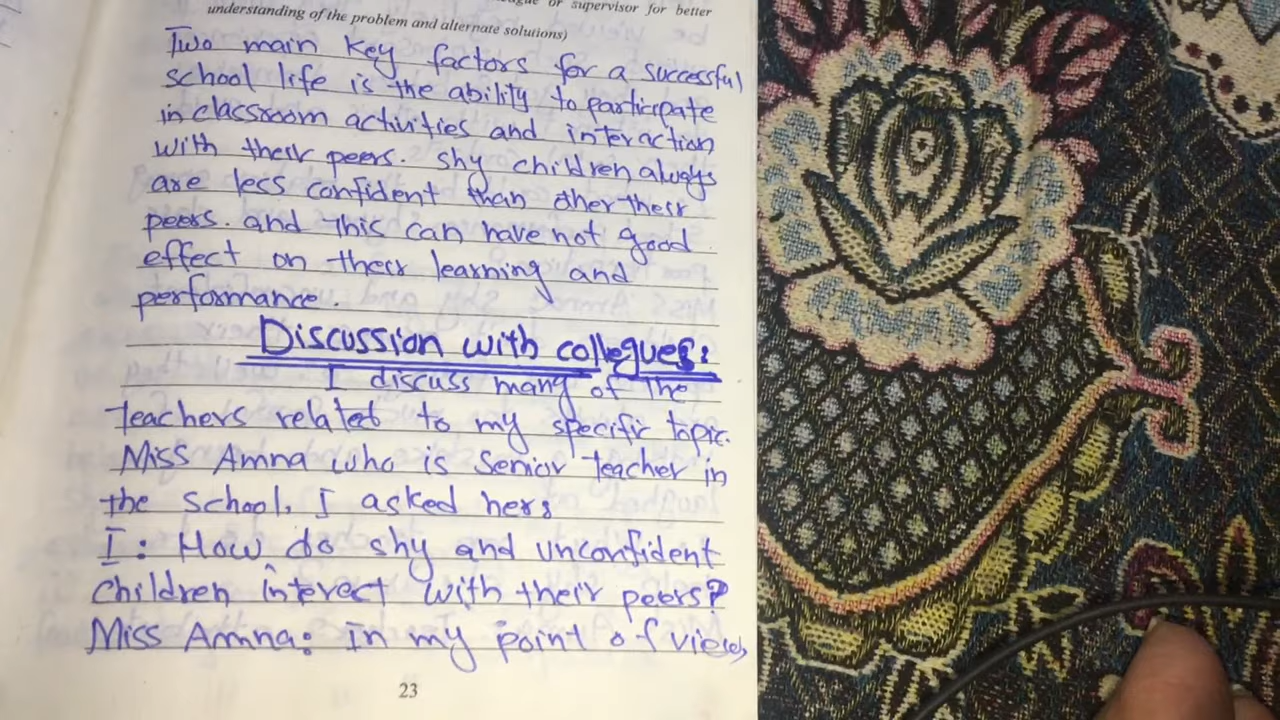 or supervisor for better
understanding of the problem and alternate solutions)
Two main key factors for a successful
school life is the ability to participate
in classroom activities and interaction
with their peers. shy children always
are less confident than other their
peers. and this can have not good
effect on their learning and
performance.
Discussion with collegues:
I discuss many of the
teachers related to my specific topic.
Miss Amna who is senior teacher in
the school. I asked her:
I: How do shy and unconfident
children interect with their peers?
Miss Amna: In my point of view,
23